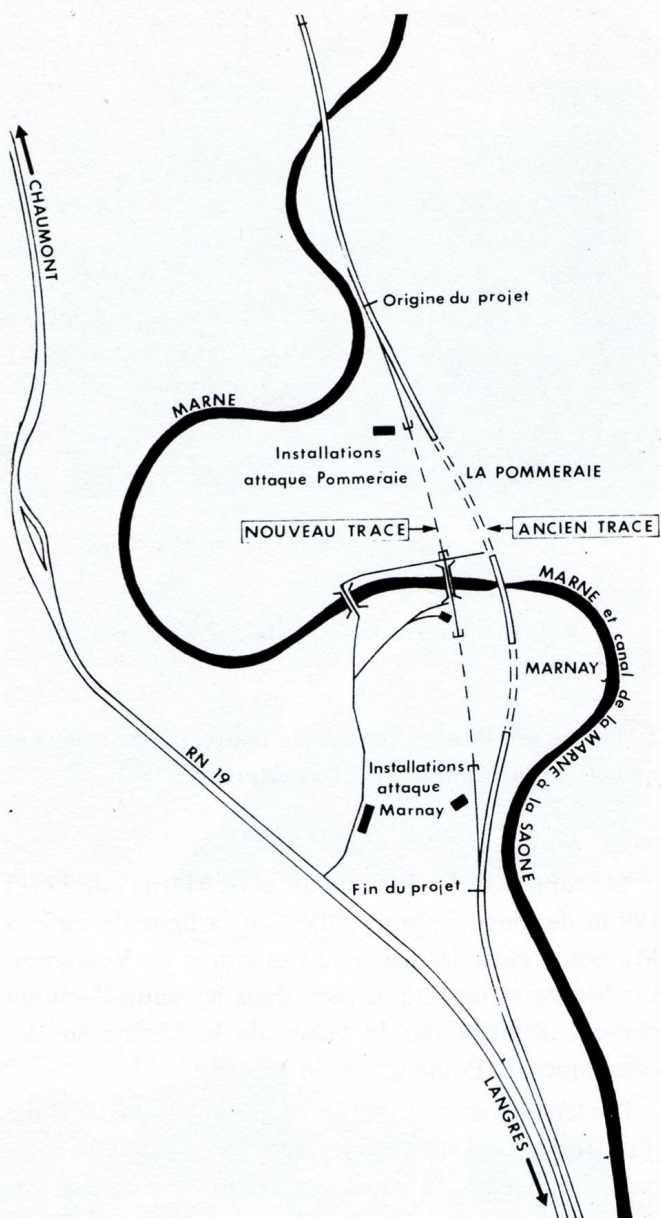 CHAUMONT
Origine du projet
MARNE
Installations
attaque Pommeraie
LA POMMERAIE
NOUVEAU TRACE
ANCIEN TRACE
MARNE et canal de la MARNE à la SAONE
MARNAY
RN 19
Installations
attaque
Marnay
Fin du projet
LANGRES